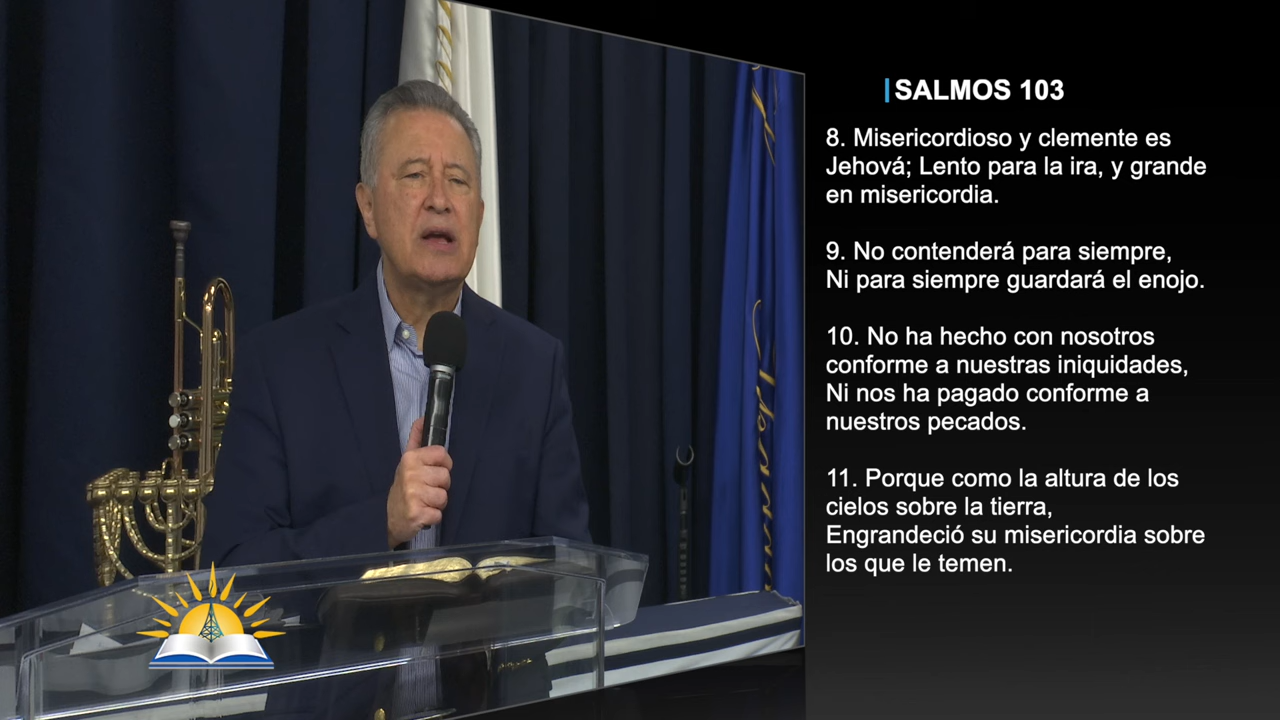 SALMOS 103
8. Misericordioso y clemente es
Jehová; Lento para la ira, y grande
en misericordia.
9. No contenderá para siempre,
Ni para siempre guardará el enojo.
10. No ha hecho con nosotros
conforme a nuestras iniquidades,
Ni nos ha pagado conforme a
nuestros pecados.
11. Porque como la altura de los
cielos sobre la tierra,
Engrandeció su misericordia sobre
los que le temen.